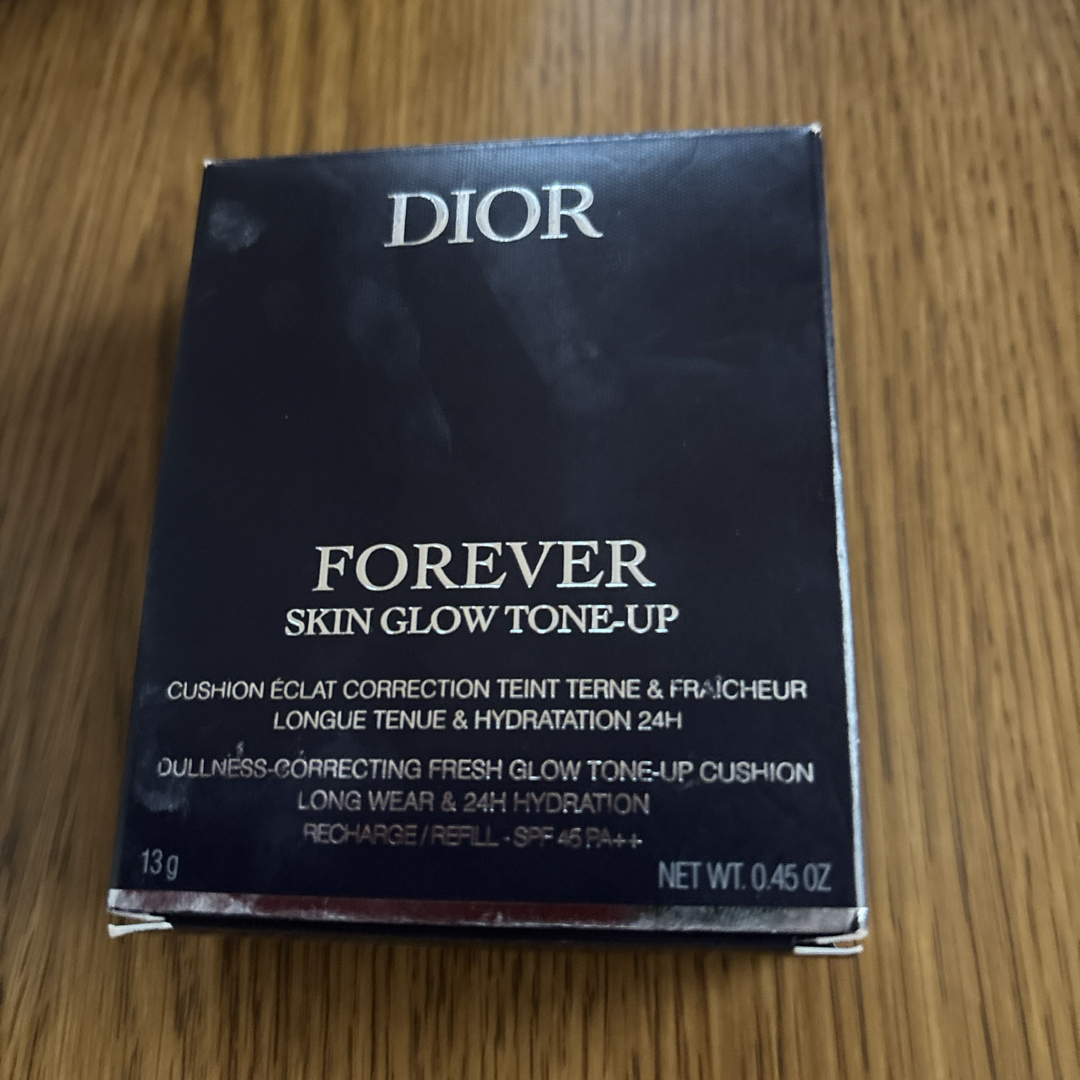 DIOR
FOREVER
SKIN GLOW TONE-UP
CUSHION ÉCLAT CORRECTION TEINT TERNE & FRAÎCHEUR
LONGUE TENUE & HYDRATATION 24H
DULLNESS-CORRECTING FRESH GLOW TONE-UP CUSHION
LONG WEAR & 24H HYDRATION
RECHARGE / REFILL - SPF 45 PA++
13 g
NET WT. 0.45 OZ